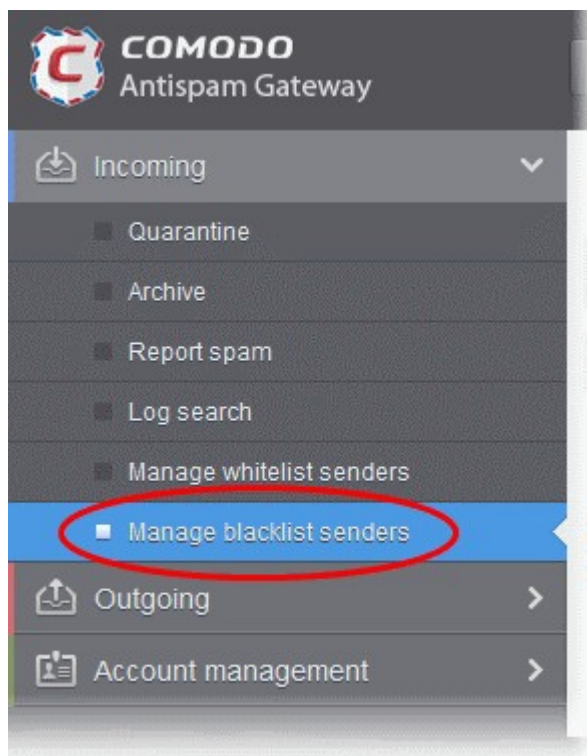 C
COMODO
Antispam Gateway
Incoming
Quarantine
Archive
Report spam
Log search
Manage whitelist senders
Manage blacklist senders
Outgoing
Account management